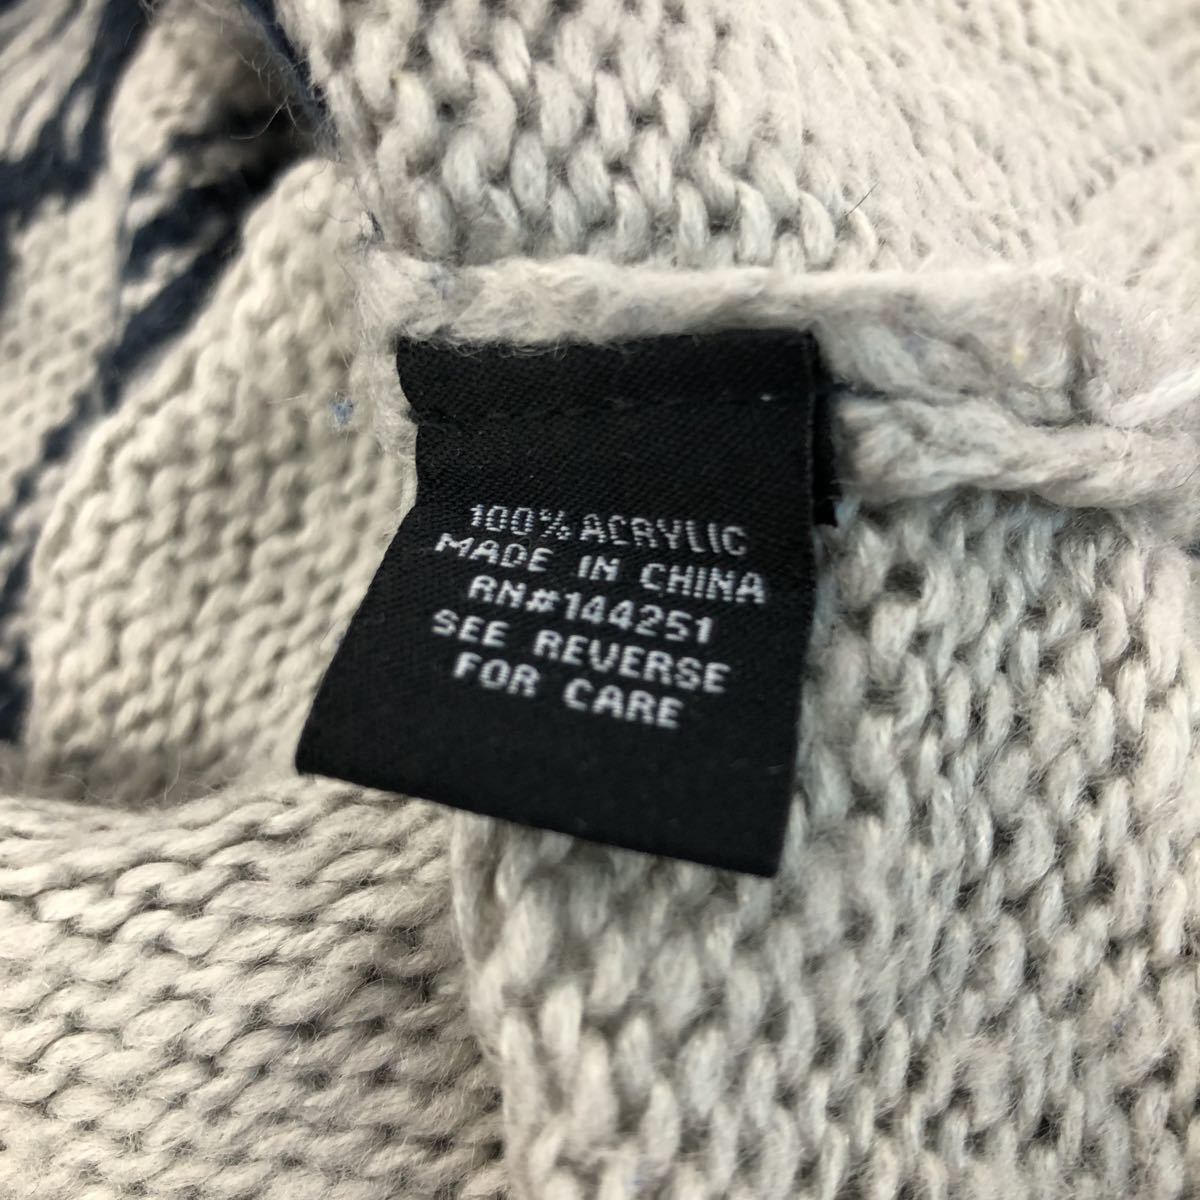 100% ACRYLIC
MADE IN CHINA
RN#144251
SEE REVERSE
FOR CARE